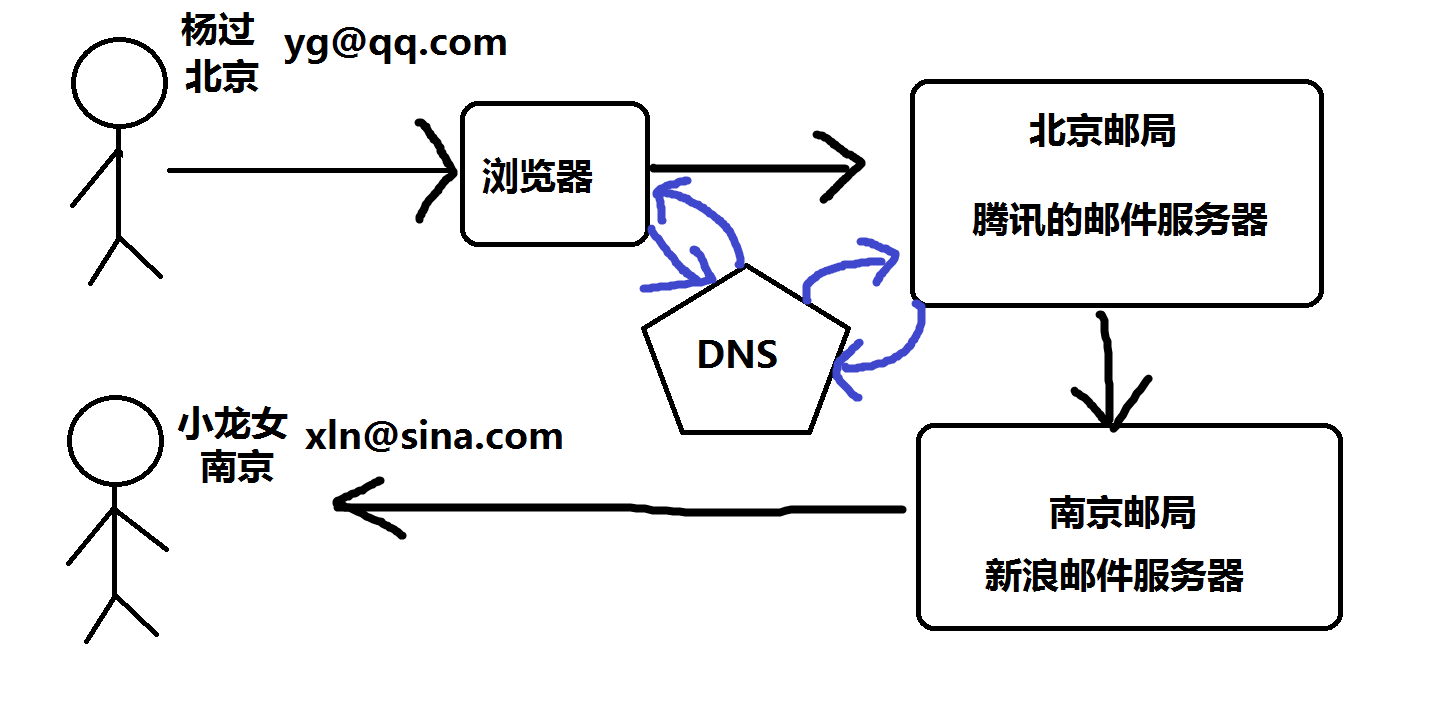 杨过
北京
yg@qq.com
浏览器
北京邮局
腾讯的邮件服务器
DNS
小龙女
南京
xln@sina.com
南京邮局
新浪邮件服务器